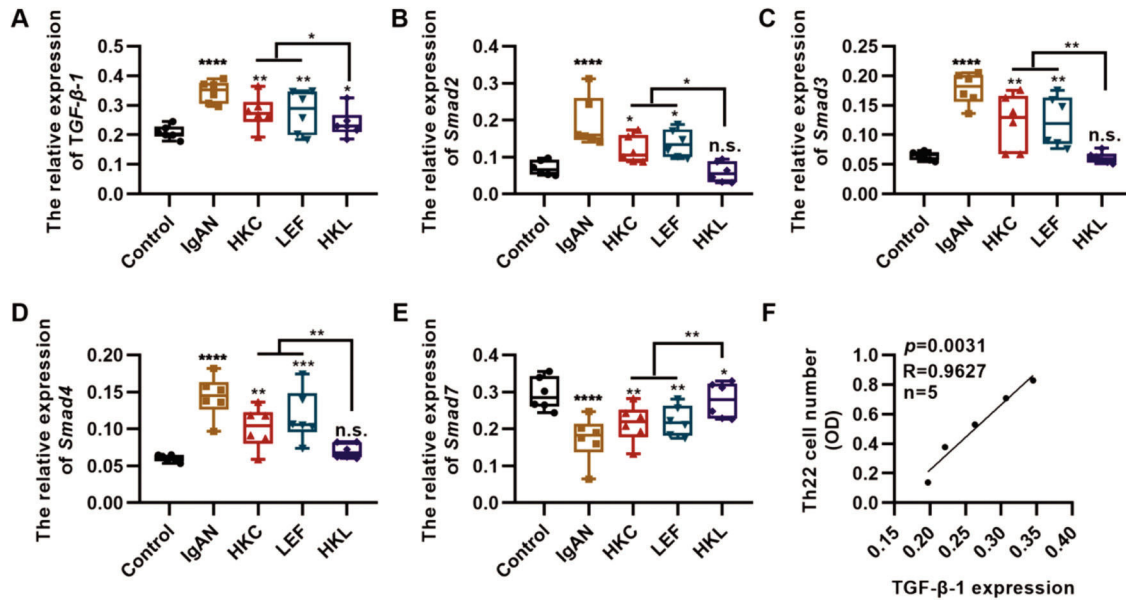 A
The relative expression
of TGF-β-1
0.5
0.4
0.3
0.2
0.1
0.0
****
**
**
*
*
Control
IgAN
HKC
LEF
HKL
B
The relative expression
of Smad2
0.4
0.3
0.2
0.1
0.0
****
*
*
*
n.s.
Control
IgAN
HKC
LEF
HKL
C
The relative expression
of Smad3
0.25
0.20
0.15
0.10
0.05
0.00
****
**
**
**
n.s.
Control
IgAN
HKC
LEF
HKL
D
The relative expression
of Smad4
0.20
0.15
0.10
0.05
0.00
****
**
***
**
n.s.
Control
IgAN
HKC
LEF
HKL
E
The relative expression
of Smad7
0.4
0.3
0.2
0.1
0.0
****
**
**
**
*
Control
IgAN
HKC
LEF
HKL
F
Th22 cell number
(OD)
1.0
0.8
0.6
0.4
0.2
0.0
p=0.0031
R=0.9627
n=5
0.15
0.20
0.25
0.30
0.35
0.40
TGF-β-1 expression